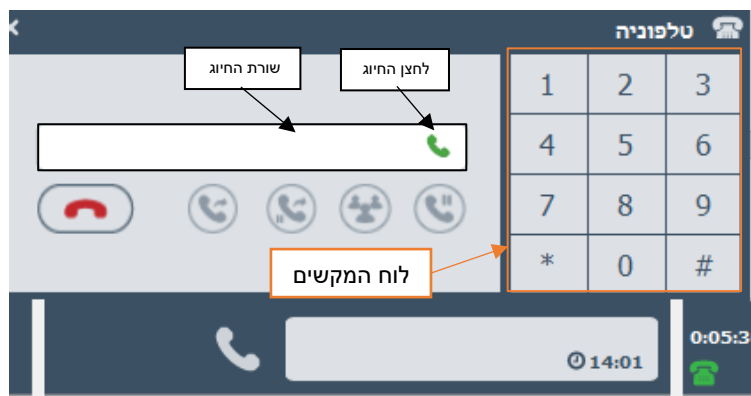 טלפוניה
שורת החיוג
לחצן החיוג
1 2 3
4 5 6
7 8 9
* 0 #
לוח המקשים
14:01
0:05:3